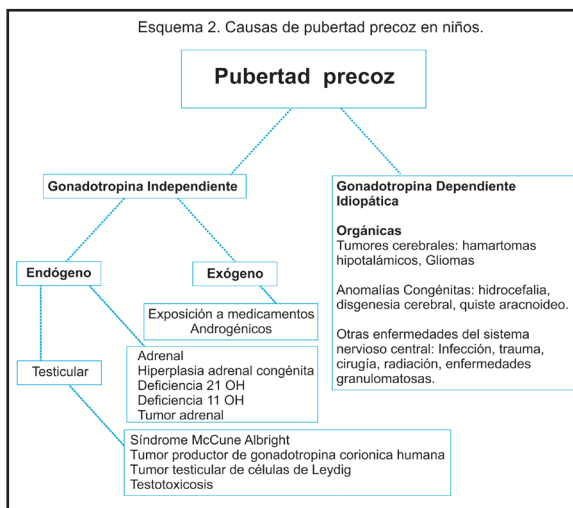 Esquema 2. Causas de pubertad precoz en niños.
Pubertad precoz
Gonadotropina Independiente
Gonadotropina Dependiente
Idiopática
Orgánicas
Tumores cerebrales: hamartomas
hipotalámicos, Gliomas
Anomalías Congénitas: hidrocefalia,
disgenesia cerebral, quiste aracnoideo.
Otras enfermedades del sistema
nervioso central: Infección, trauma,
cirugía, radiación, enfermedades
granulomatosas.
Endógeno
Exógeno
Exposición a medicamentos
Androgénicos
Testicular
Adrenal
Hiperplasia adrenal congénita
Deficiencia 21 OH
Deficiencia 11 OH
Tumor adrenal
Síndrome McCune Albright
Tumor productor de gonadotropina corionica humana
Tumor testicular de células de Leydig
Testotoxicosis